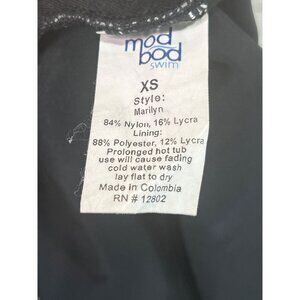 mod
bod
swim
XS
Style:
Marilyn
84% Nylon, 16% Lycra
Lining:
88% Polyester, 12% Lycra
Prolonged hot tub
use will cause fading
cold water wash
lay flat to dry
Made in Colombia
RN # 12802